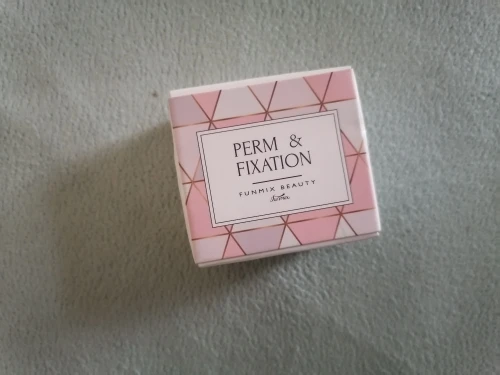 PERM &
FIXATION
FUNMIX BEAUTY